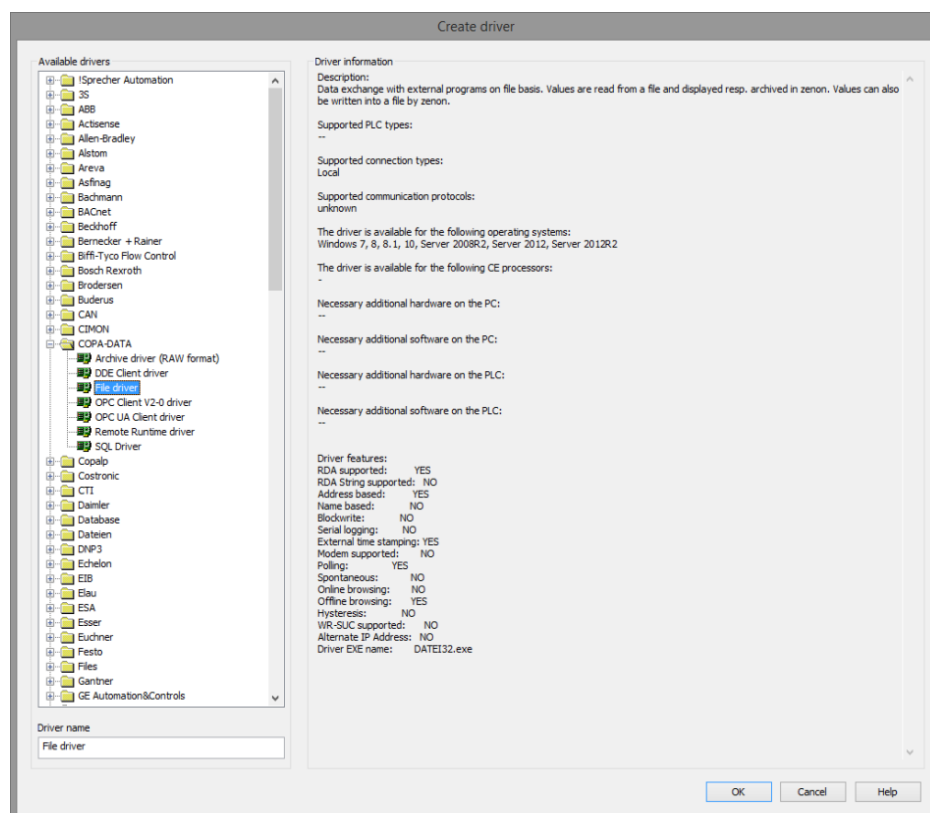 Create driver
Available drivers
!Sprecher Automation
3S
ABB
Actisense
Allen-Bradley
Alstom
Areva
Asfinag
Bachmann
BACnet
Beckhoff
Bernecker + Rainer
Biffi-Tyco Flow Control
Bosch Rexroth
Brodersen
Buderus
CAN
CIMON
COPA-DATA
Archive driver (RAW format)
DDE Client driver
File driver
OPC Client V2-0 driver
OPC UA Client driver
Remote Runtime driver
SQL Driver
Copalp
Costronic
CTI
Daimler
Database
Dateien
DNP3
Echelon
EIB
Elau
ESA
Esser
Euchner
Festo
Files
Gantner
GE Automation&Controls
Driver name
File driver
Driver information
Description:
Data exchange with external programs on file basis. Values are read from a file and displayed resp. archived in zenon. Values can also
be written into a file by zenon.
Supported PLC types:
--
Supported connection types:
Local
Supported communication protocols:
unknown
The driver is available for the following operating systems:
Windows 7, 8, 8.1, 10, Server 2008R2, Server 2012, Server 2012R2
The driver is available for the following CE processors:
-
Necessary additional hardware on the PC:
--
Necessary additional software on the PC:
--
Necessary additional hardware on the PLC:
--
Necessary additional software on the PLC:
--
Driver features:
RDA supported: YES
RDA String supported: NO
Address based: YES
Name based: NO
Blockwrite: NO
Serial logging: NO
External time stamping: YES
Modem supported: NO
Polling: YES
Spontaneous: NO
Online browsing: NO
Offline browsing: YES
Hysteresis: NO
WR-SUC supported: NO
Alternate IP Address: NO
Driver EXE name: DATEI32.exe
OK Cancel Help